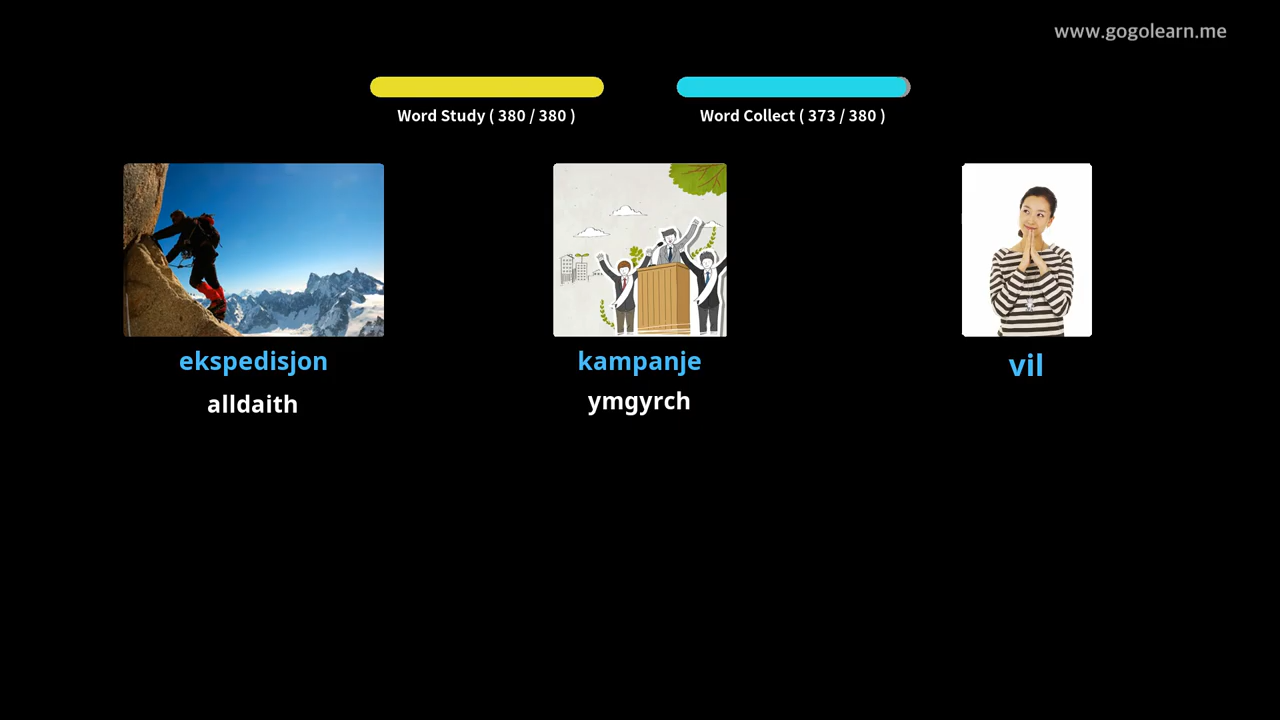 www.gogolearn.me
Word Study ( 380 / 380 )
Word Collect ( 373 / 380 )
ekspedisjon
alldaith
kampanje
ymgyrch
vil